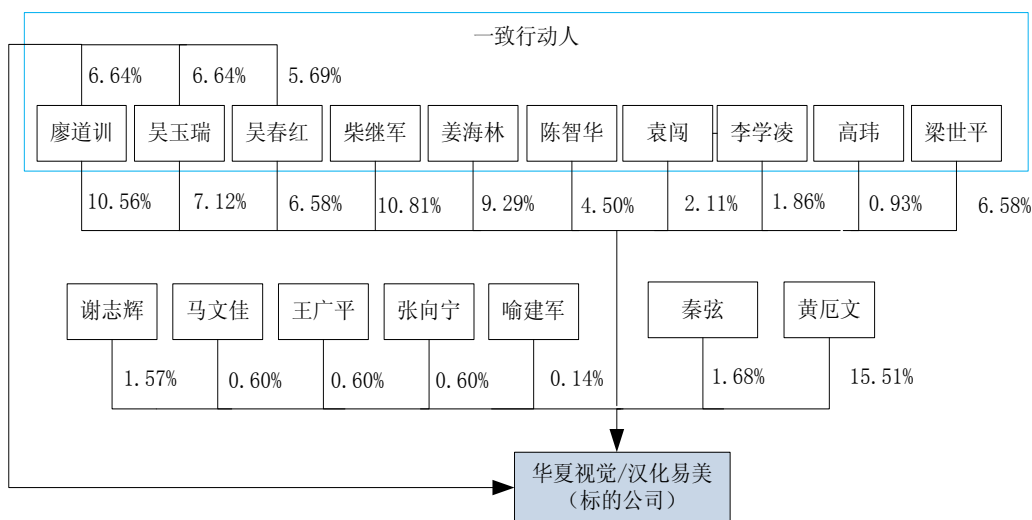 一致行动人
6.64% 6.64% 5.69%
廖道训 吴玉瑞 吴春红 柴继军 姜海林 陈智华 袁闯 李学凌 高玮 梁世平
10.56% 7.12% 6.58% 10.81% 9.29% 4.50% 2.11% 1.86% 0.93% 6.58%
谢志辉 马文佳 王广平 张向宁 喻建军 秦弦 黄厄文
1.57% 0.60% 0.60% 0.60% 0.14% 1.68% 15.51%
华夏视觉/汉化易美
（标的公司）